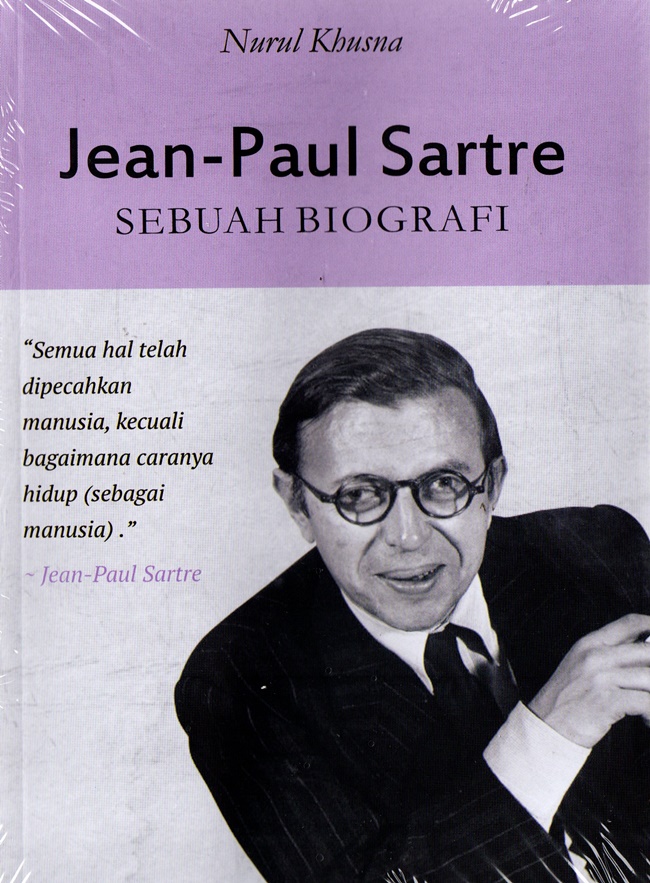 Nurul Khusna
Jean-Paul Sartre
SEBUAH BIOGRAFI
“Semua hal telah
dipecahkan
manusia, kecuali
bagaimana caranya
hidup (sebagai
manusia) .”
~ Jean-Paul Sartre